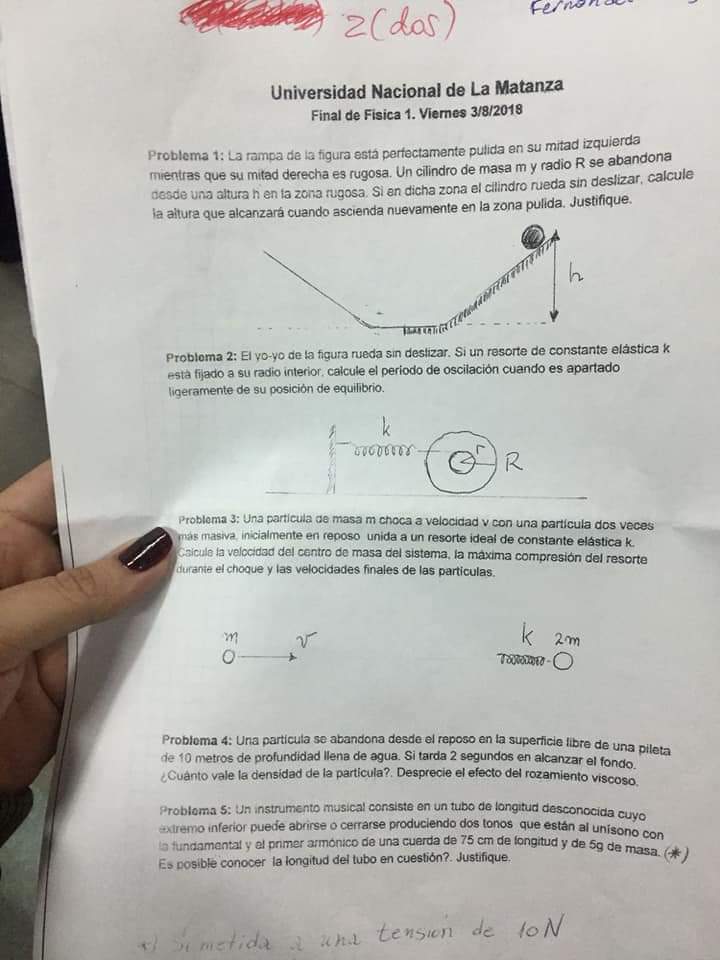 2 (dos)
Universidad Nacional de La Matanza
Final de Fisica 1. Viernes 3/8/2018
Problema 1: La rampa de la figura está perfectamente pulida en su mitad izquierda
mientras que su mitad derecha es rugosa. Un cilindro de masa m y radio R se abandona
desde una altura h en la zona rugosa. Si en dicha zona el cilindro rueda sin deslizar, calcule
la altura que alcanzará cuando ascienda nuevamente en la zona pulida. Justifique.
h
Problema 2: El yo-yo de la figura rueda sin deslizar. Si un resorte de constante elástica k
está fijado a su radio interior, calcule el periodo de oscilación cuando es apartado
ligeramente de su posición de equilibrio.
k
r
R
Problema 3: Una partícula de masa m choca a velocidad v con una partícula dos veces
más masiva, inicialmente en reposo unida a un resorte ideal de constante elástica k.
Calcule la velocidad del centro de masa del sistema, la máxima compresión del resorte
durante el choque y las velocidades finales de las partículas.
m v k 2m
Problema 4: Una partícula se abandona desde el reposo en la superficie libre de una pileta
de 10 metros de profundidad llena de agua. Si tarda 2 segundos en alcanzar el fondo.
¿Cuánto vale la densidad de la partícula?. Desprecie el efecto del rozamiento viscoso.
Problema 5: Un instrumento musical consiste en un tubo de longitud desconocida cuyo
extremo inferior puede abrirse o cerrarse produciendo dos tonos que están al unísono con
la fundamental y el primer armónico de una cuerda de 75 cm de longitud y de 5g de masa. (*)
Es posible conocer la longitud del tubo en cuestión?. Justifique.
*) Sometida a una tensión de 10N